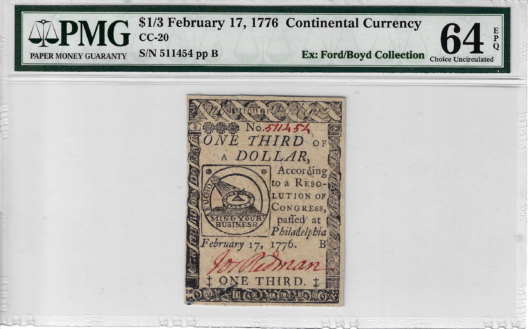 PMG
PAPER MONEY GUARANTY
$1/3 February 17, 1776 Continental Currency
CC-20
S/N 511454 pp B
Ex: Ford/Boyd Collection
64 EPQ
Choice Uncirculated
No. 511454
ONE THIRD OF
A DOLLAR,
According
to a RESO-
LUTION OF
CONGRESS,
passed at
Philadelphia
February 17, 1776. B
MIND YOUR
BUSINESS
Jos Redman
‡ ONE THIRD. ‡